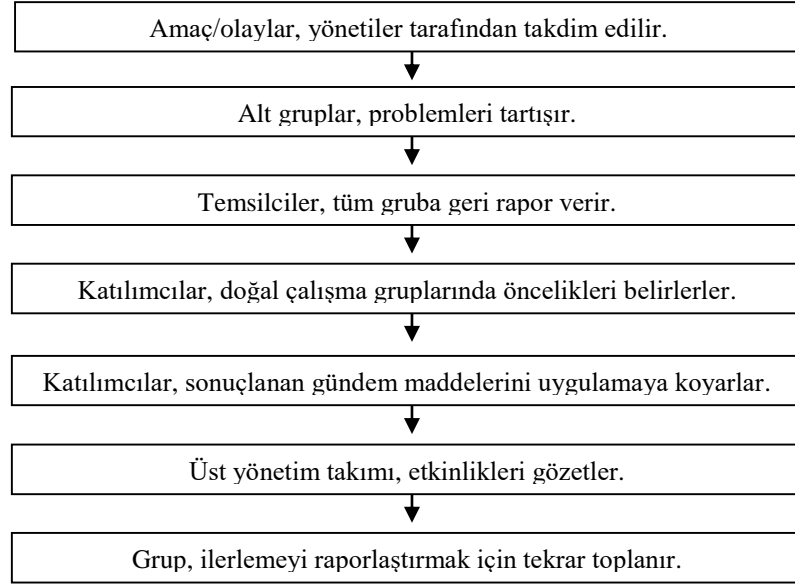 Amaç/olaylar, yönetiler tarafından takdim edilir.
Alt gruplar, problemleri tartışır.
Temsilciler, tüm gruba geri rapor verir.
Katılımcılar, doğal çalışma gruplarında öncelikleri belirlerler.
Katılımcılar, sonuçlanan gündem maddelerini uygulamaya koyarlar.
Üst yönetim takımı, etkinlikleri gözetler.
Grup, ilerlemeyi raporlaştırmak için tekrar toplanır.